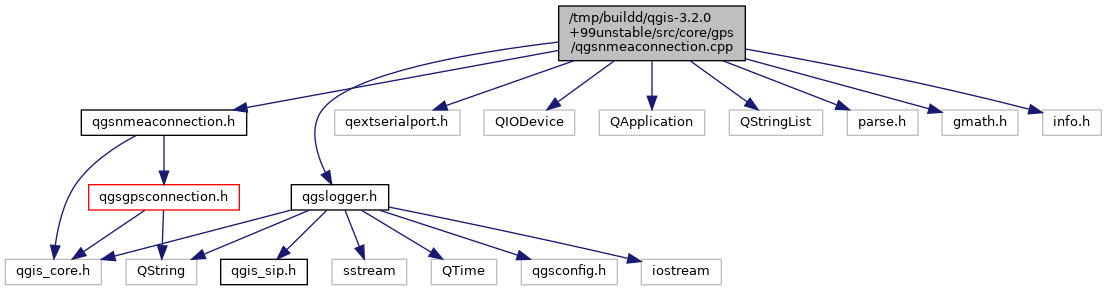 /tmp/buildd/qgis-3.2.0
+99unstable/src/core/gps
/qgsnmeaconnection.cpp
qgsnmeaconnection.h
qextserialport.h
QIODevice
QApplication
QStringList
parse.h
gmath.h
info.h
qgsgpsconnection.h
qgslogger.h
qgis_core.h
QString
qgis_sip.h
sstream
QTime
qgsconfig.h
iostream